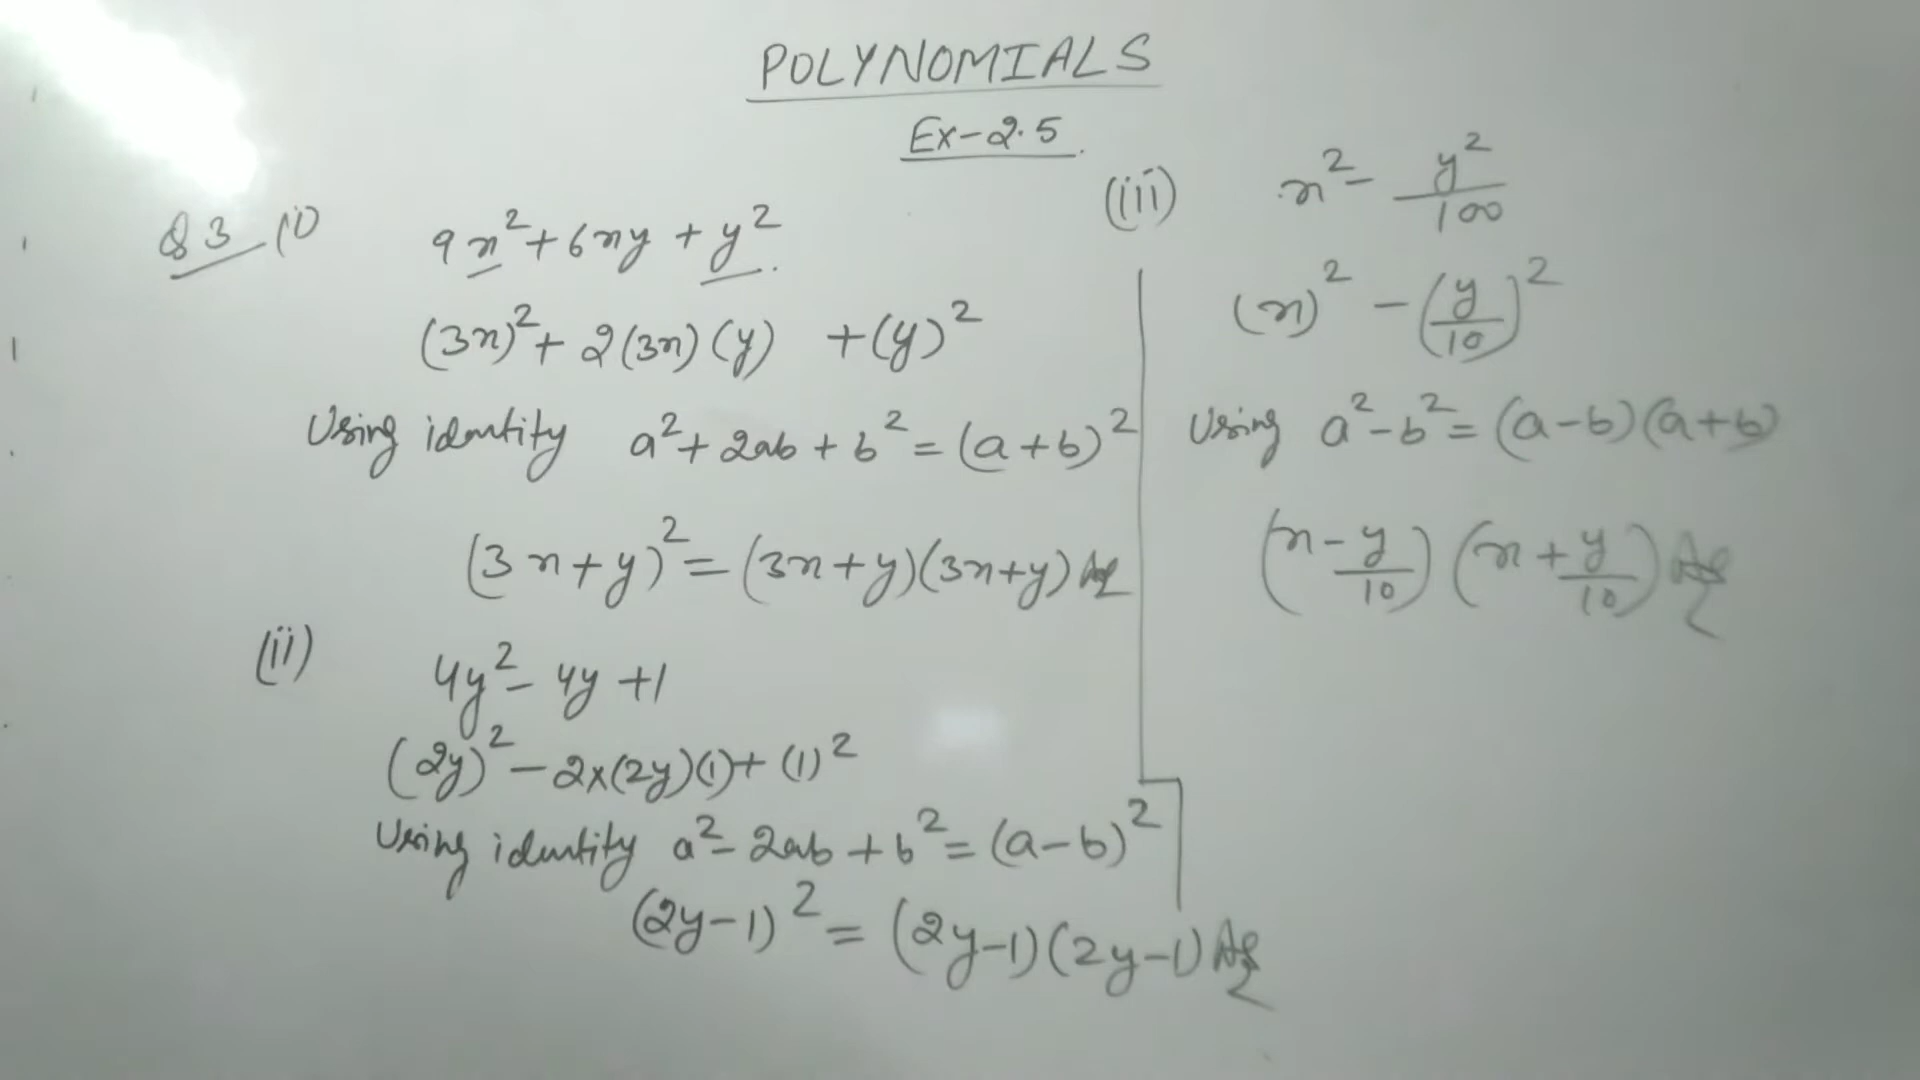 POLYNOMIALS
Ex-2.5
Q3 (i) 9x²+6xy+y²
(3x)²+2(3x)(y) +(y)²
Using identity a²+2ab+b²=(a+b)²
(3x+y)²=(3x+y)(3x+y) Ans
(ii) 4y²-4y+1
(2y)²-2x(2y)(1)+(1)²
Using identity a²-2ab+b²=(a-b)²
(2y-1)²=(2y-1)(2y-1) Ans
(iii) x²-y²/100
(x)²-(y/10)²
Using a²-b²=(a-b)(a+b)
(x-y/10)(x+y/10) Ans